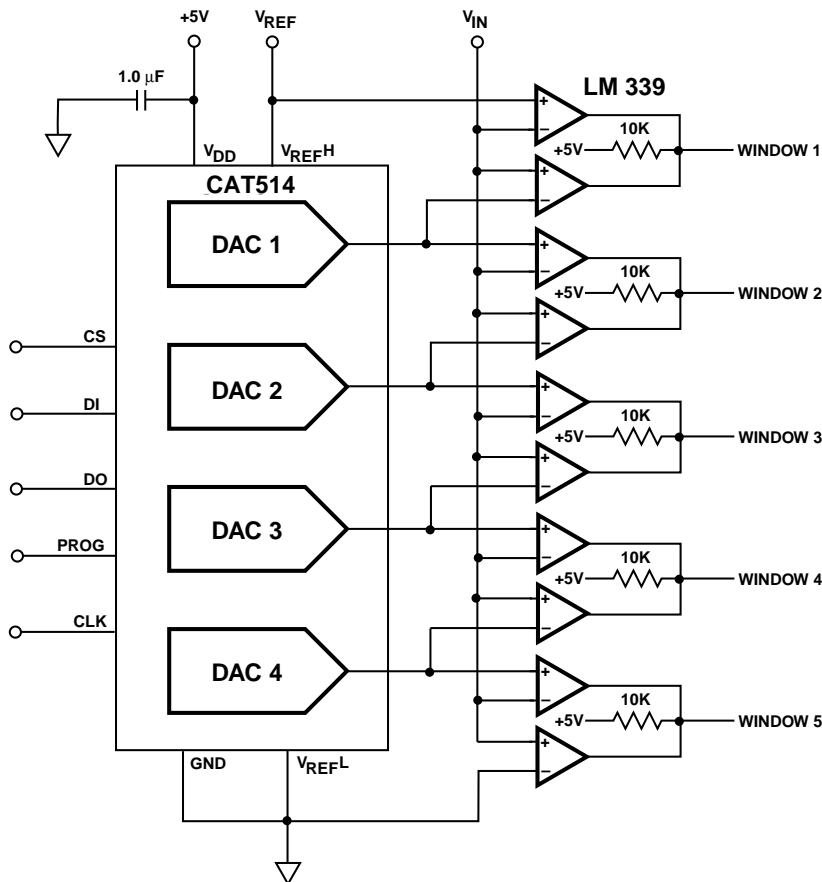 +5V
VREF
VIN
1.0 μF
LM 339
VDD
VREFH
CAT514
DAC 1
DAC 2
DAC 3
DAC 4
CS
DI
DO
PROG
CLK
GND
VREFL
+
−
10K
+5V
WINDOW 1
+
−
+
−
10K
+5V
WINDOW 2
+
−
+
−
10K
+5V
WINDOW 3
+
−
+
−
10K
+5V
WINDOW 4
+
−
+
−
10K
+5V
WINDOW 5
+
−